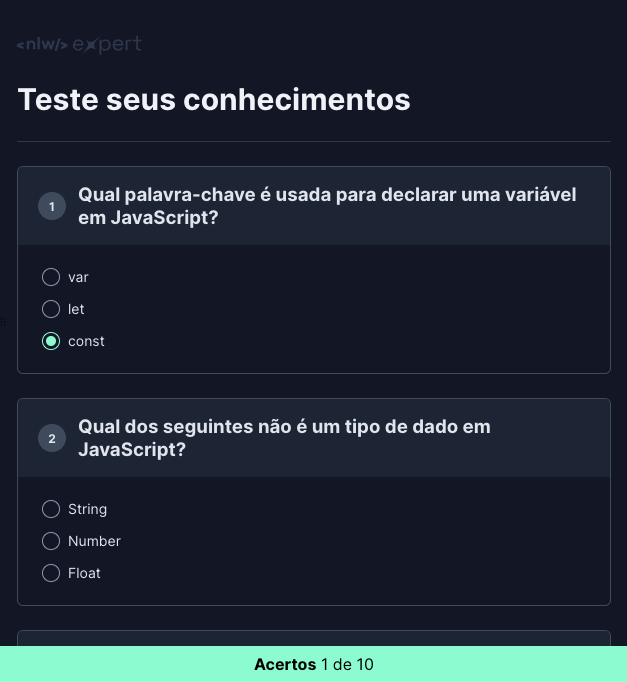 <nlw/> expert
Teste seus conhecimentos
1
Qual palavra-chave é usada para declarar uma variável
em JavaScript?
var
let
const
2
Qual dos seguintes não é um tipo de dado em
JavaScript?
String
Number
Float
Acertos 1 de 10